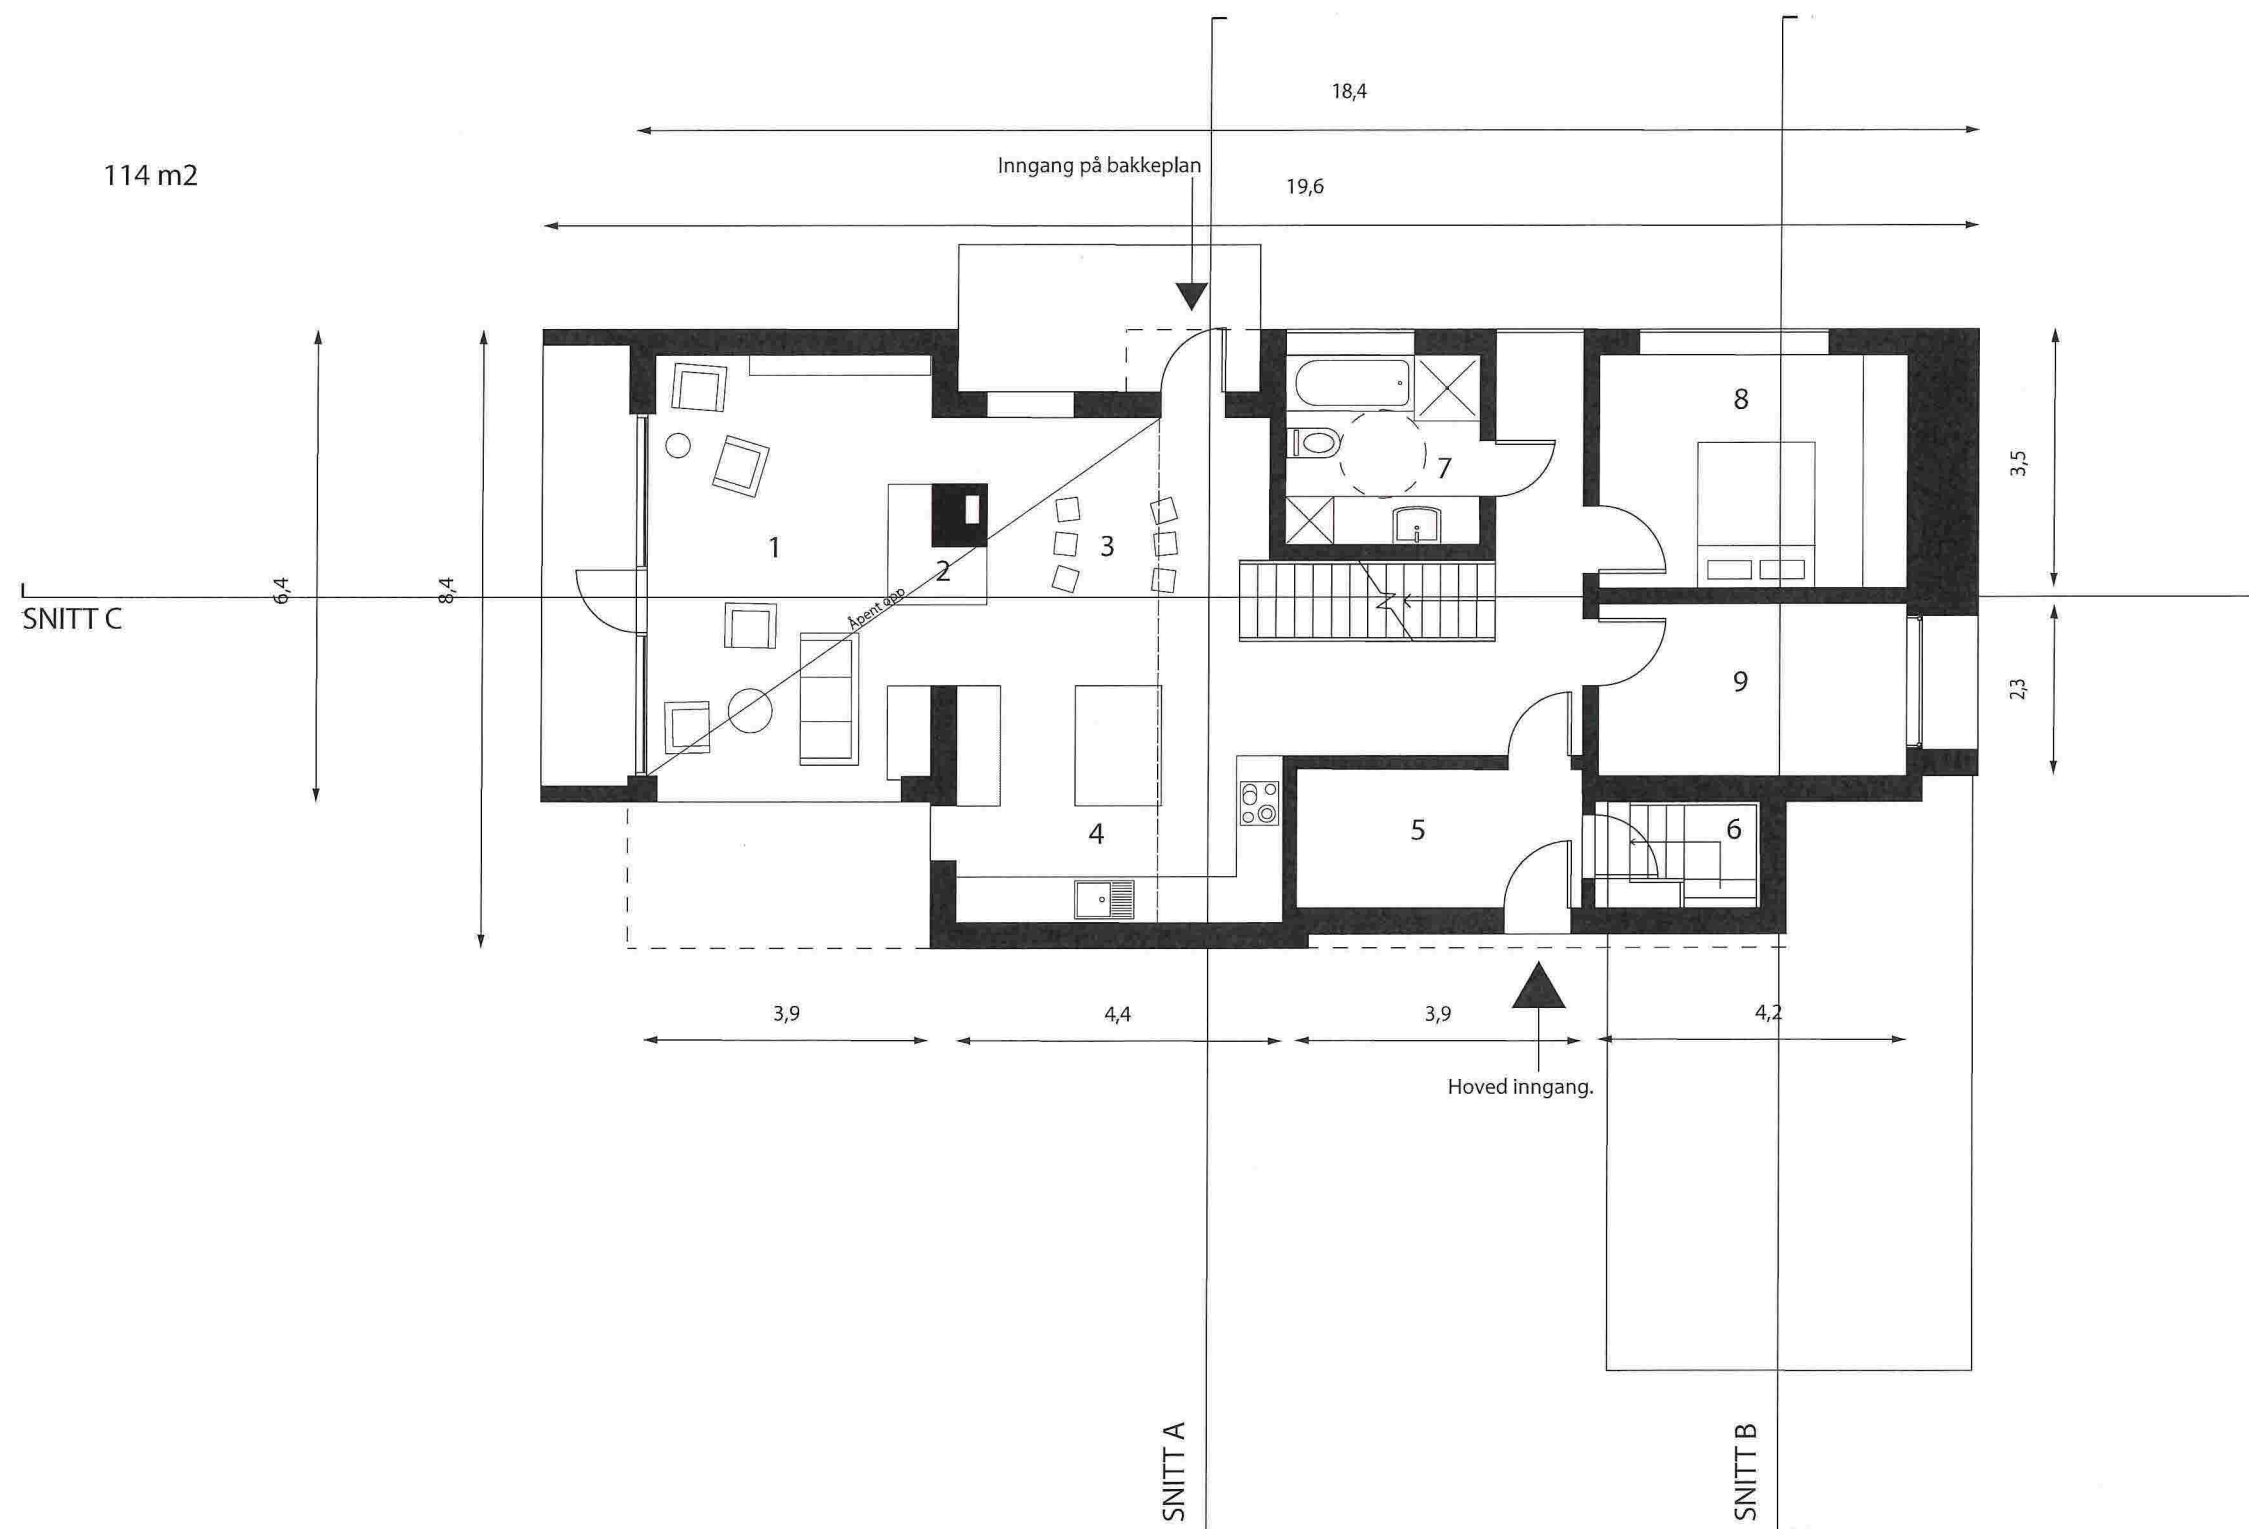 18,4
114 m2
Inngang på bakkeplan
19,6
8
3,5
7
1
3
2
6,4
8,4
Åpent opp
SNITT C
9
2,3
4
5
6
3,9
4,4
3,9
4,2
Hoved inngang.
SNITT A
SNITT B